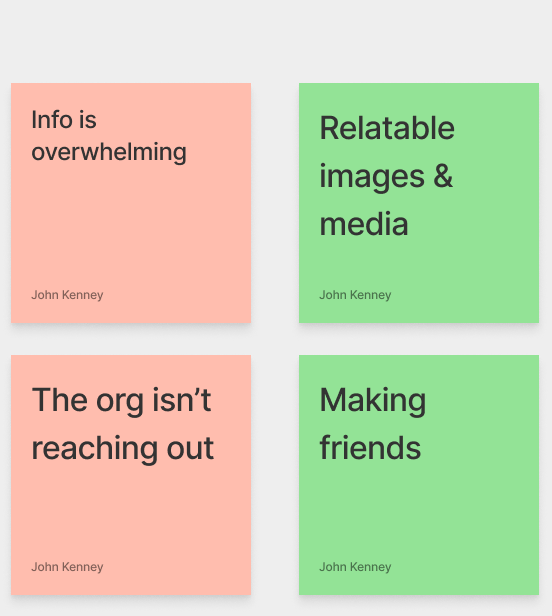 Info is
overwhelming
John Kenney
Relatable
images &
media
John Kenney
The org isn’t
reaching out
John Kenney
Making
friends
John Kenney